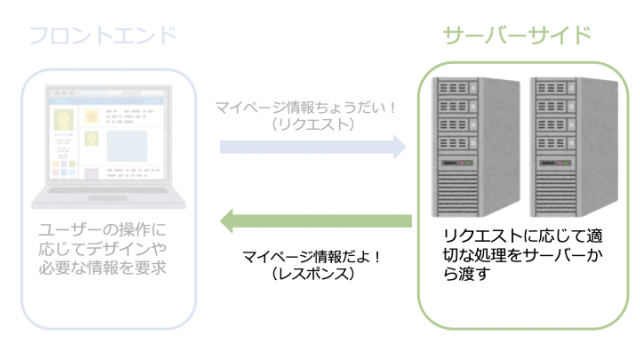 フロントエンド
サーバーサイド
マイページ情報ちょうだい！
（リクエスト）
ユーザーの操作に
応じてデザインや
必要な情報を要求
マイページ情報だよ！
（レスポンス）
リクエストに応じて適
切な処理をサーバーか
ら渡す